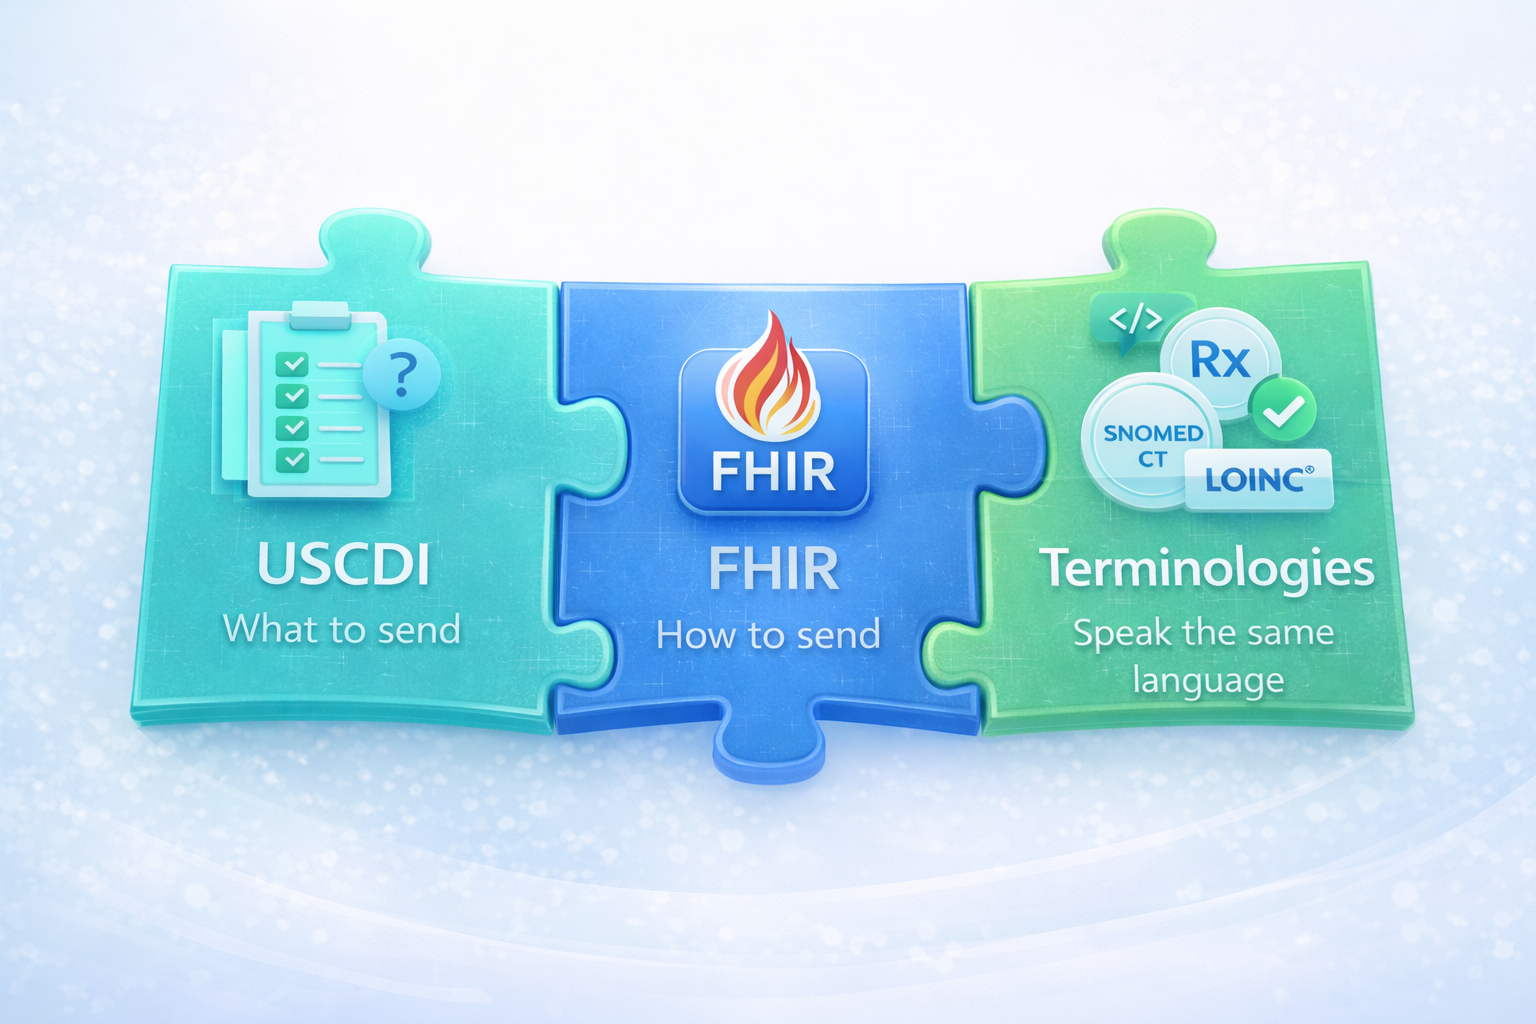 ?
USCDI
What to send
FHIR
FHIR
How to send
</>
Rx
SNOMED
CT
LOINC®
Terminologies
Speak the same
language